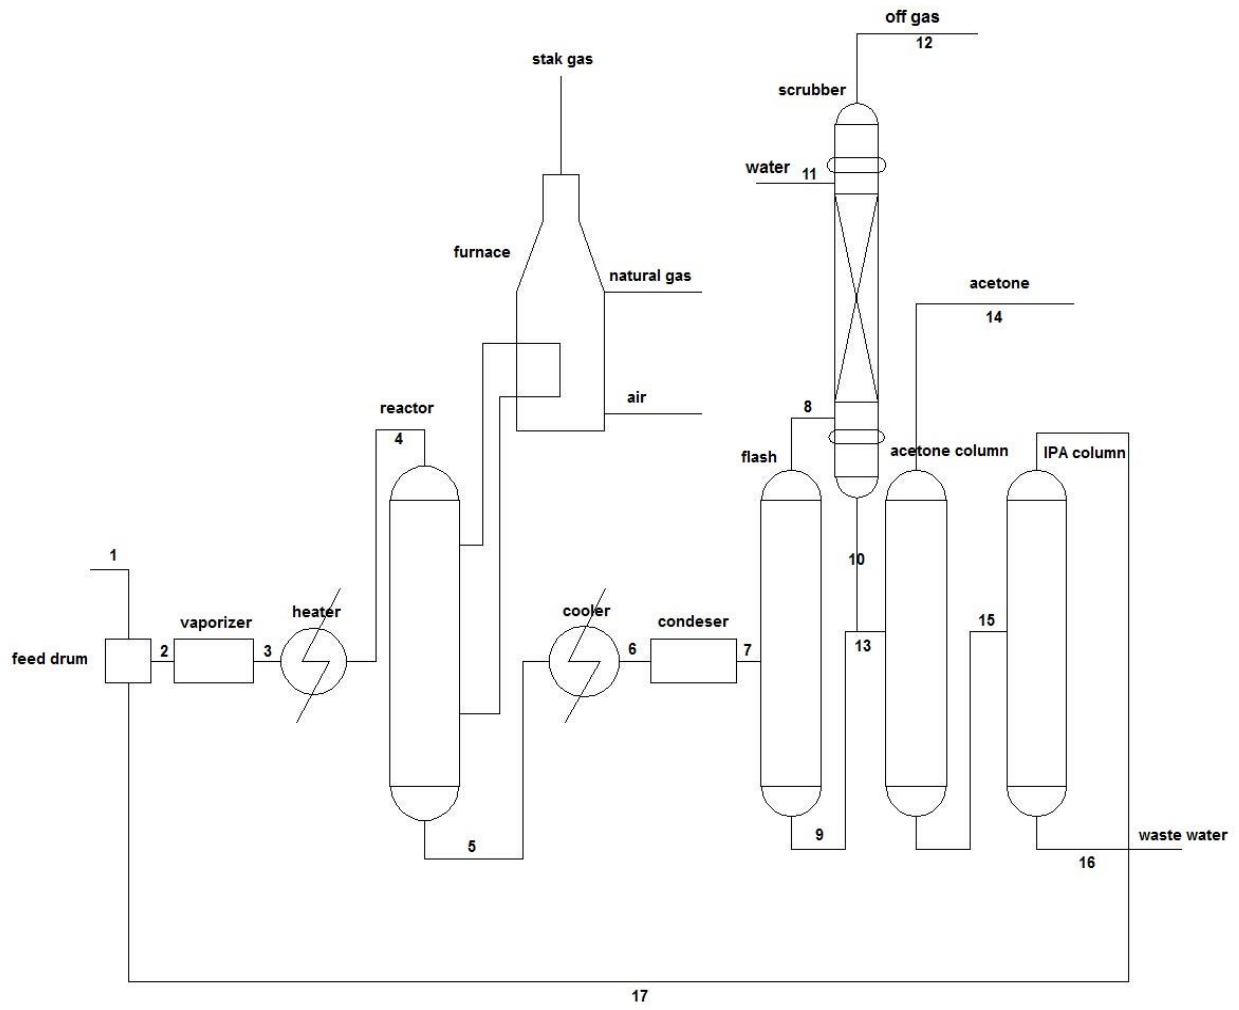 off gas
12
stak gas
scrubber
water 11
furnace
natural gas
acetone
14
air
8
reactor
4
flash
acetone column
IPA column
1
10
heater
cooler
vaporizer
condeser
15
feed drum
2
3
6
7
13
9
5
waste water
16
17